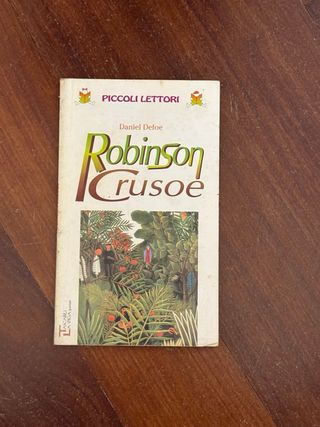 PICCOLI LETTORI
Daniel Defoe
Robinson
Crusoe